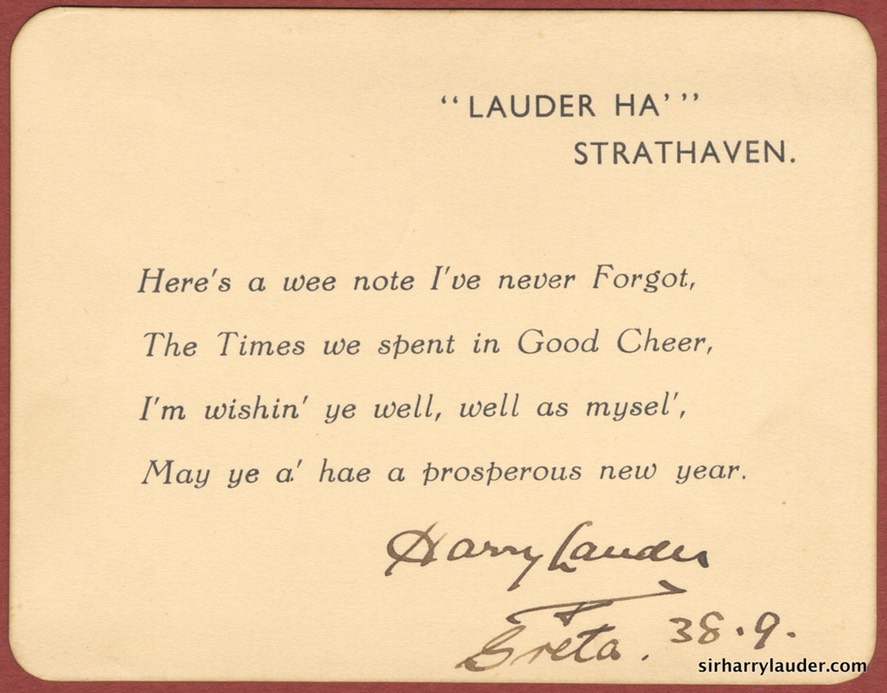 “LAUDER HA’”
STRATHAVEN.
Here's a wee note I've never Forgot,
The Times we spent in Good Cheer,
I'm wishin' ye well, well as mysel',
May ye a' hae a prosperous new year.
Harry Lauder
Greta. 38.9.
sirharrylauder.com